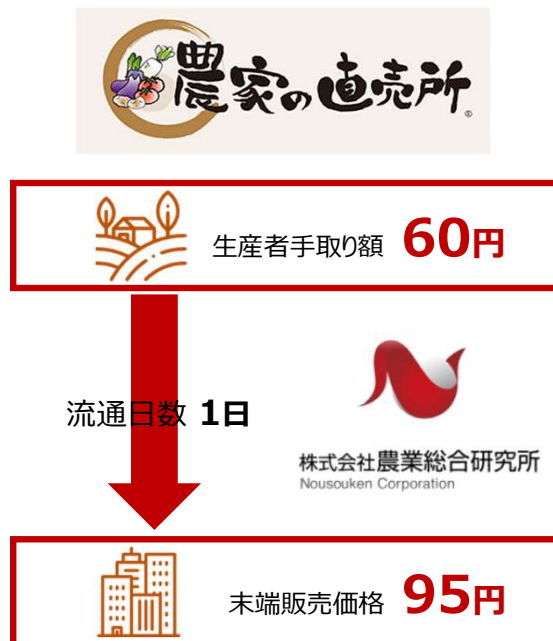 農家の直売所®
生産者手取り額 60円
流通日数 1日
株式会社農業総合研究所
Nousouken Corporation
末端販売価格 95円